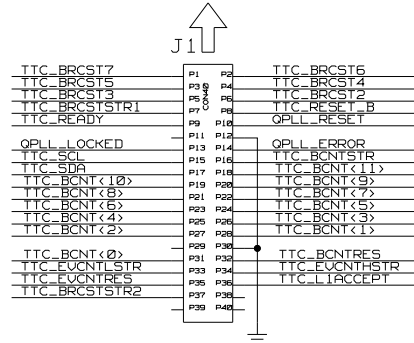 J1
CON40
TTC_BRCST7 P1 P2 TTC_BRCST6
TTC_BRCST5 P3 P4 TTC_BRCST4
TTC_BRCST3 P5 P6 TTC_BRCST2
TTC_BRCSTSTR1 P7 P8 TTC_RESET_B
TTC_READY P9 P10 QPLL_RESET
P11 P12
QPLL_LOCKED P13 P14 QPLL_ERROR
TTC_SCL P15 P16 TTC_BCNTSTR
TTC_SDA P17 P18 TTC_BCNT<11>
TTC_BCNT<10> P19 P20 TTC_BCNT<9>
TTC_BCNT<8> P21 P22 TTC_BCNT<7>
TTC_BCNT<6> P23 P24 TTC_BCNT<5>
TTC_BCNT<4> P25 P26 TTC_BCNT<3>
TTC_BCNT<2> P27 P28 TTC_BCNT<1>
P29 P30
TTC_BCNT<0> P31 P32 TTC_BCNTRES
TTC_EVCNTLSTR P33 P34 TTC_EVCNTHSTR
TTC_EVCNTRES P35 P36 TTC_L1ACCEPT
TTC_BRCSTSTR2 P37 P38
P39 P40